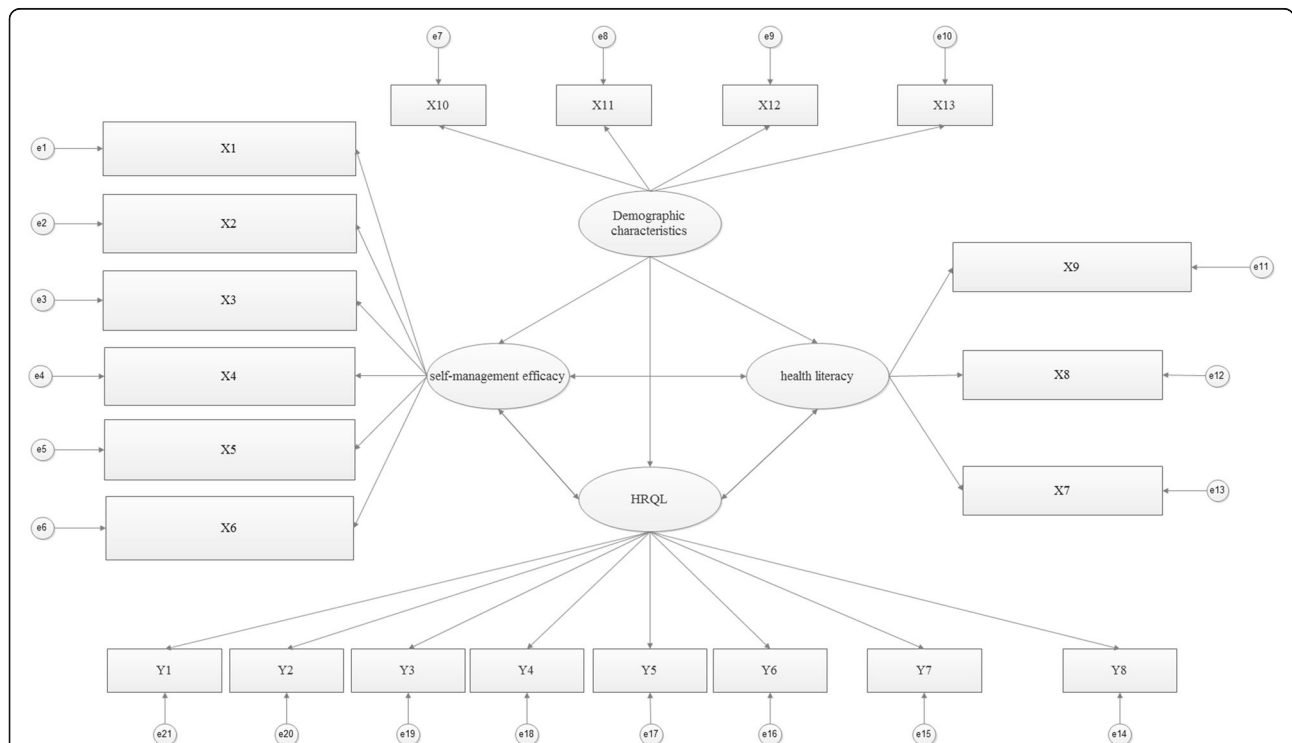 e7
e8
e9
e10
X10
X11
X12
X13
e1
X1
e2
X2
Demographic
characteristics
e3
X3
X9
e11
e4
X4
self-management efficacy
health literacy
X8
e12
e5
X5
HRQL
X7
e13
e6
X6
Y1
Y2
Y3
Y4
Y5
Y6
Y7
Y8
e21
e20
e19
e18
e17
e16
e15
e14